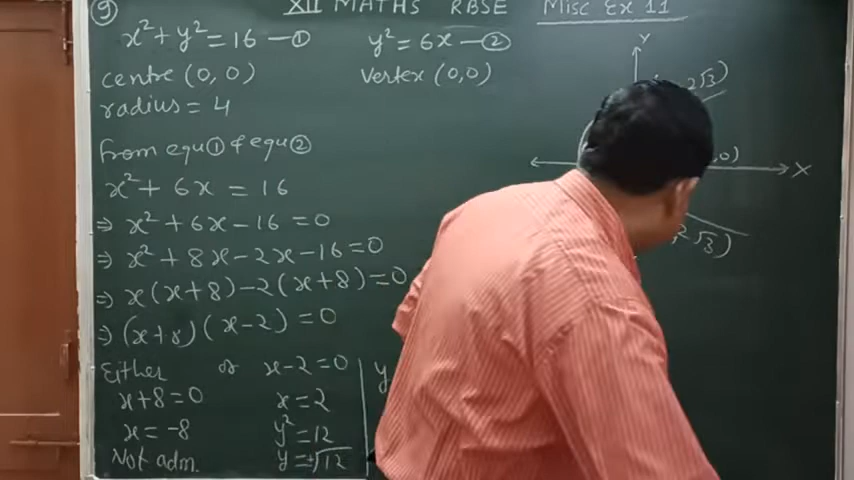 XII MATHS RBSE Misc Ex 11
⑨
x²+y²=16 —① y²=6x —②
centre (0,0) vertex (0,0)
radius = 4
from equ① & equ②
x²+ 6x = 16
⇒ x²+6x-16 =0
⇒ x²+8x-2x-16=0
⇒ x(x+8)-2(x+8)=0
⇒ (x+8)(x-2)=0
Either or x-2=0
x+8=0 x=2
x=-8 y²=12
Not adm. y=±√12
y
Y
2√3)
,0)
X
,-2√3)